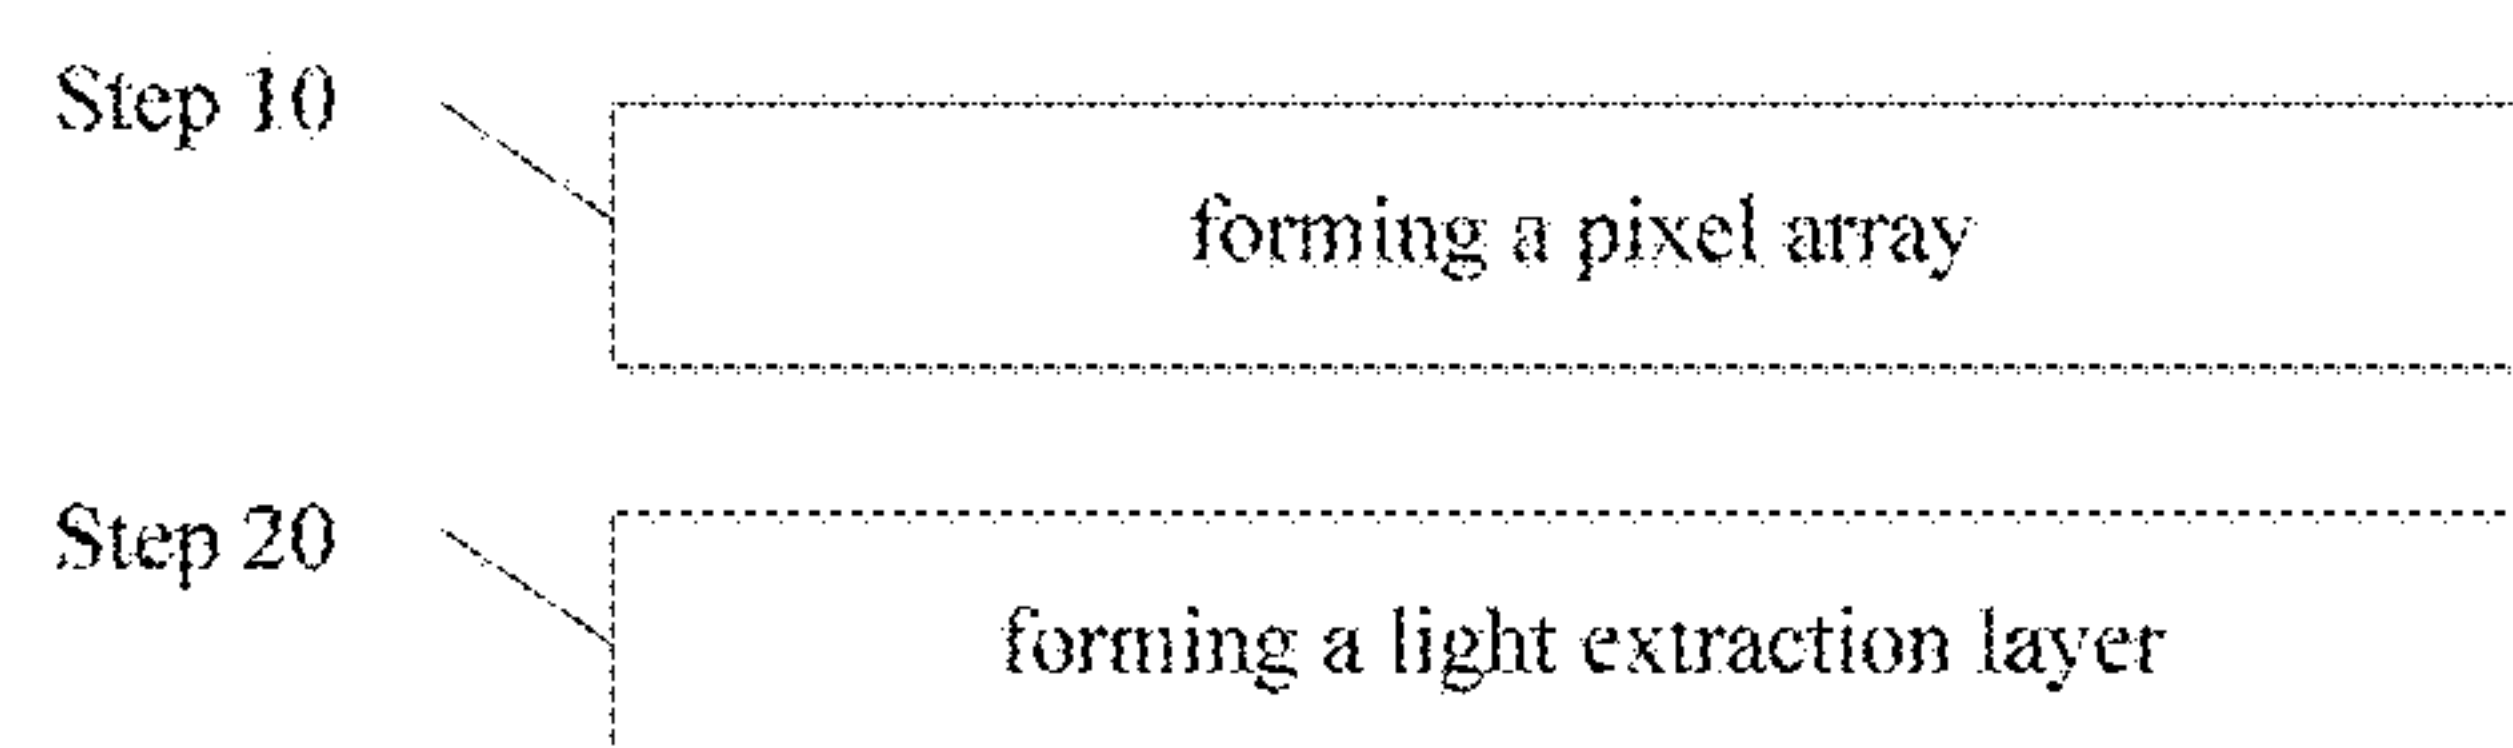 Step 10
forming a pixel array
Step 20
forming a light extraction layer